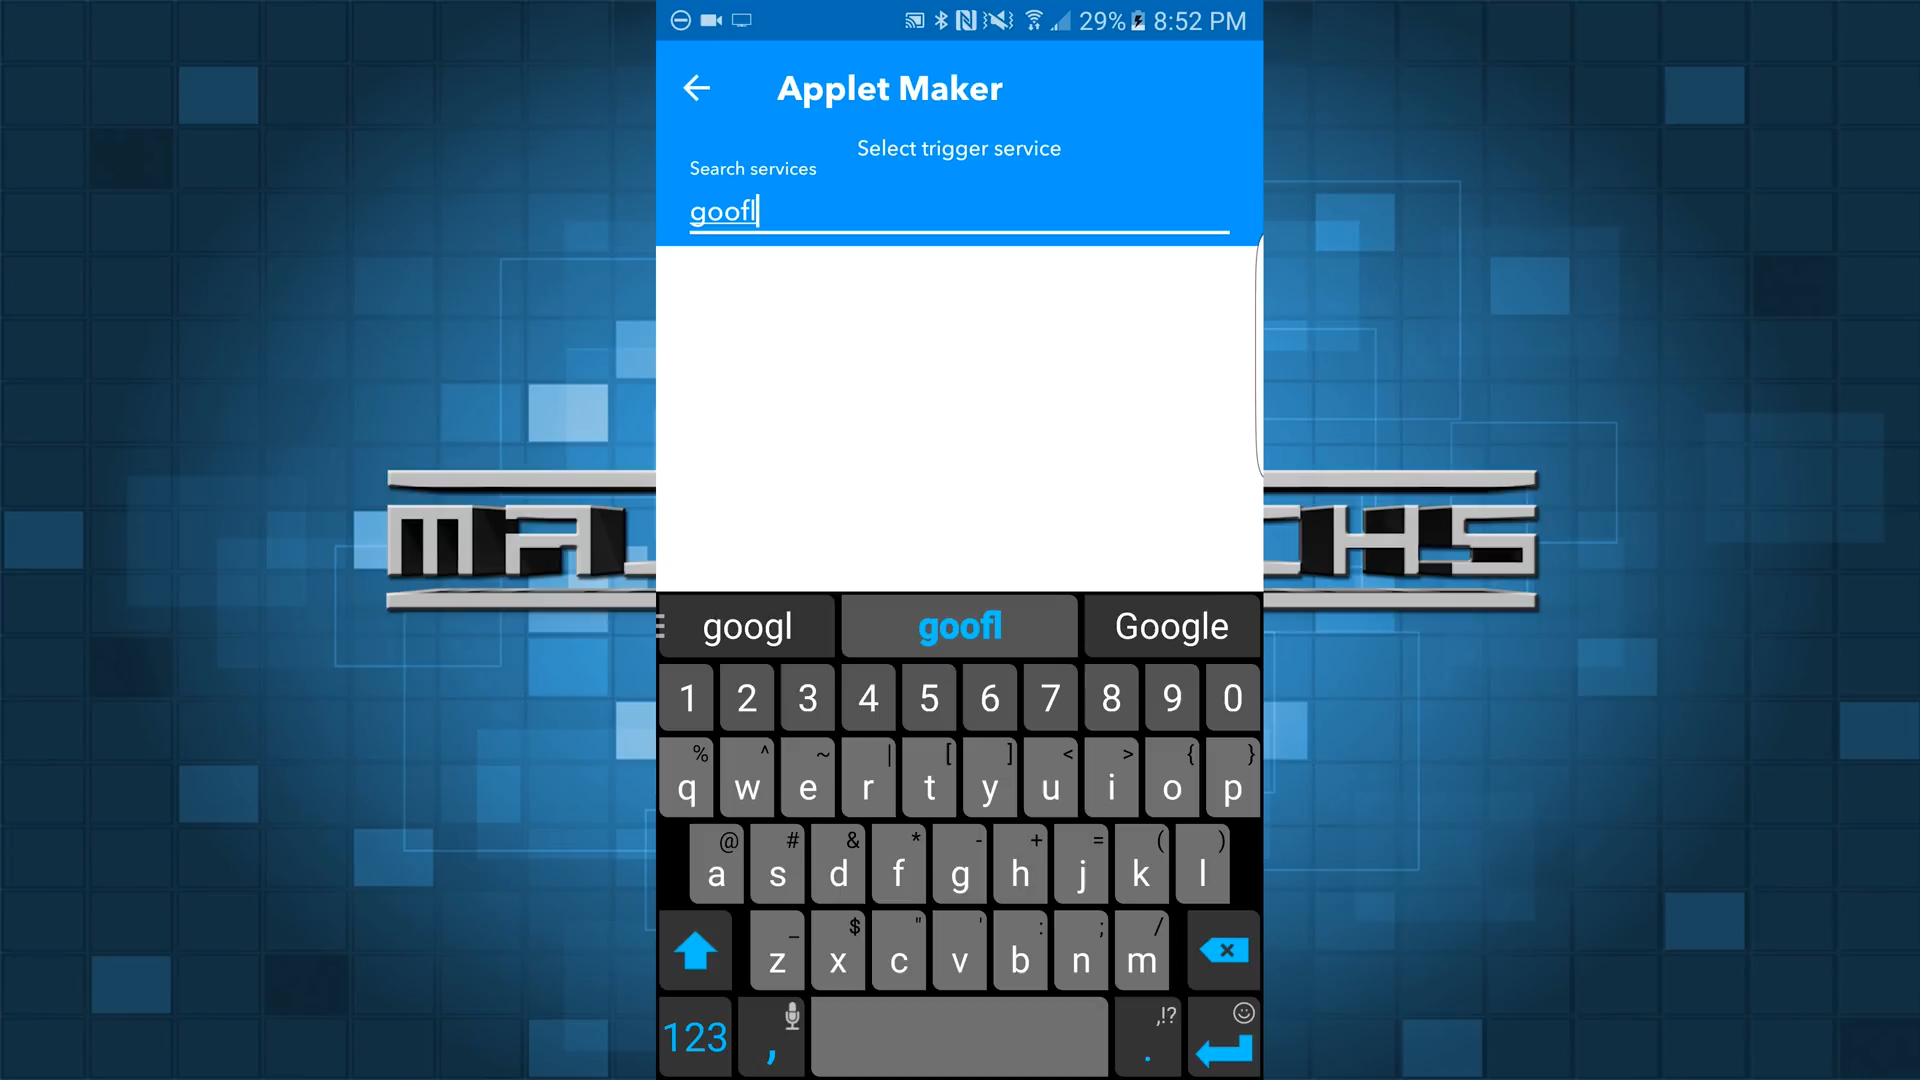 29% 8:52 PM
Applet Maker
Select trigger service
Search services
goofl
googl goofl Google
1 2 3 4 5 6 7 8 9 0
% ^ ~ | [ ] < > { }
q w e r t y u i o p
@ # & * - + = ( )
a s d f g h j k l
_ $ " ' : ; /
z x c v b n m
,!?
123 , .